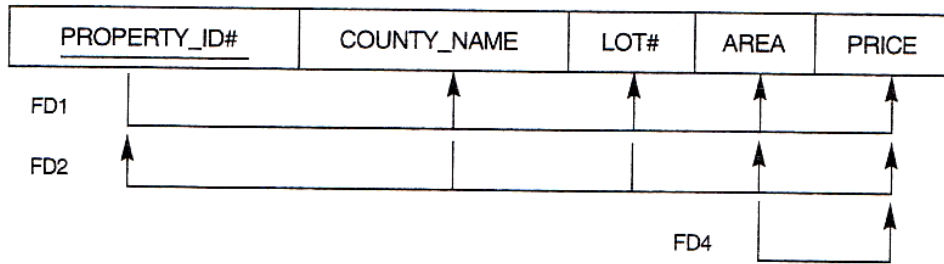 PROPERTY_ID# COUNTY_NAME LOT# AREA PRICE
FD1
FD2
FD4